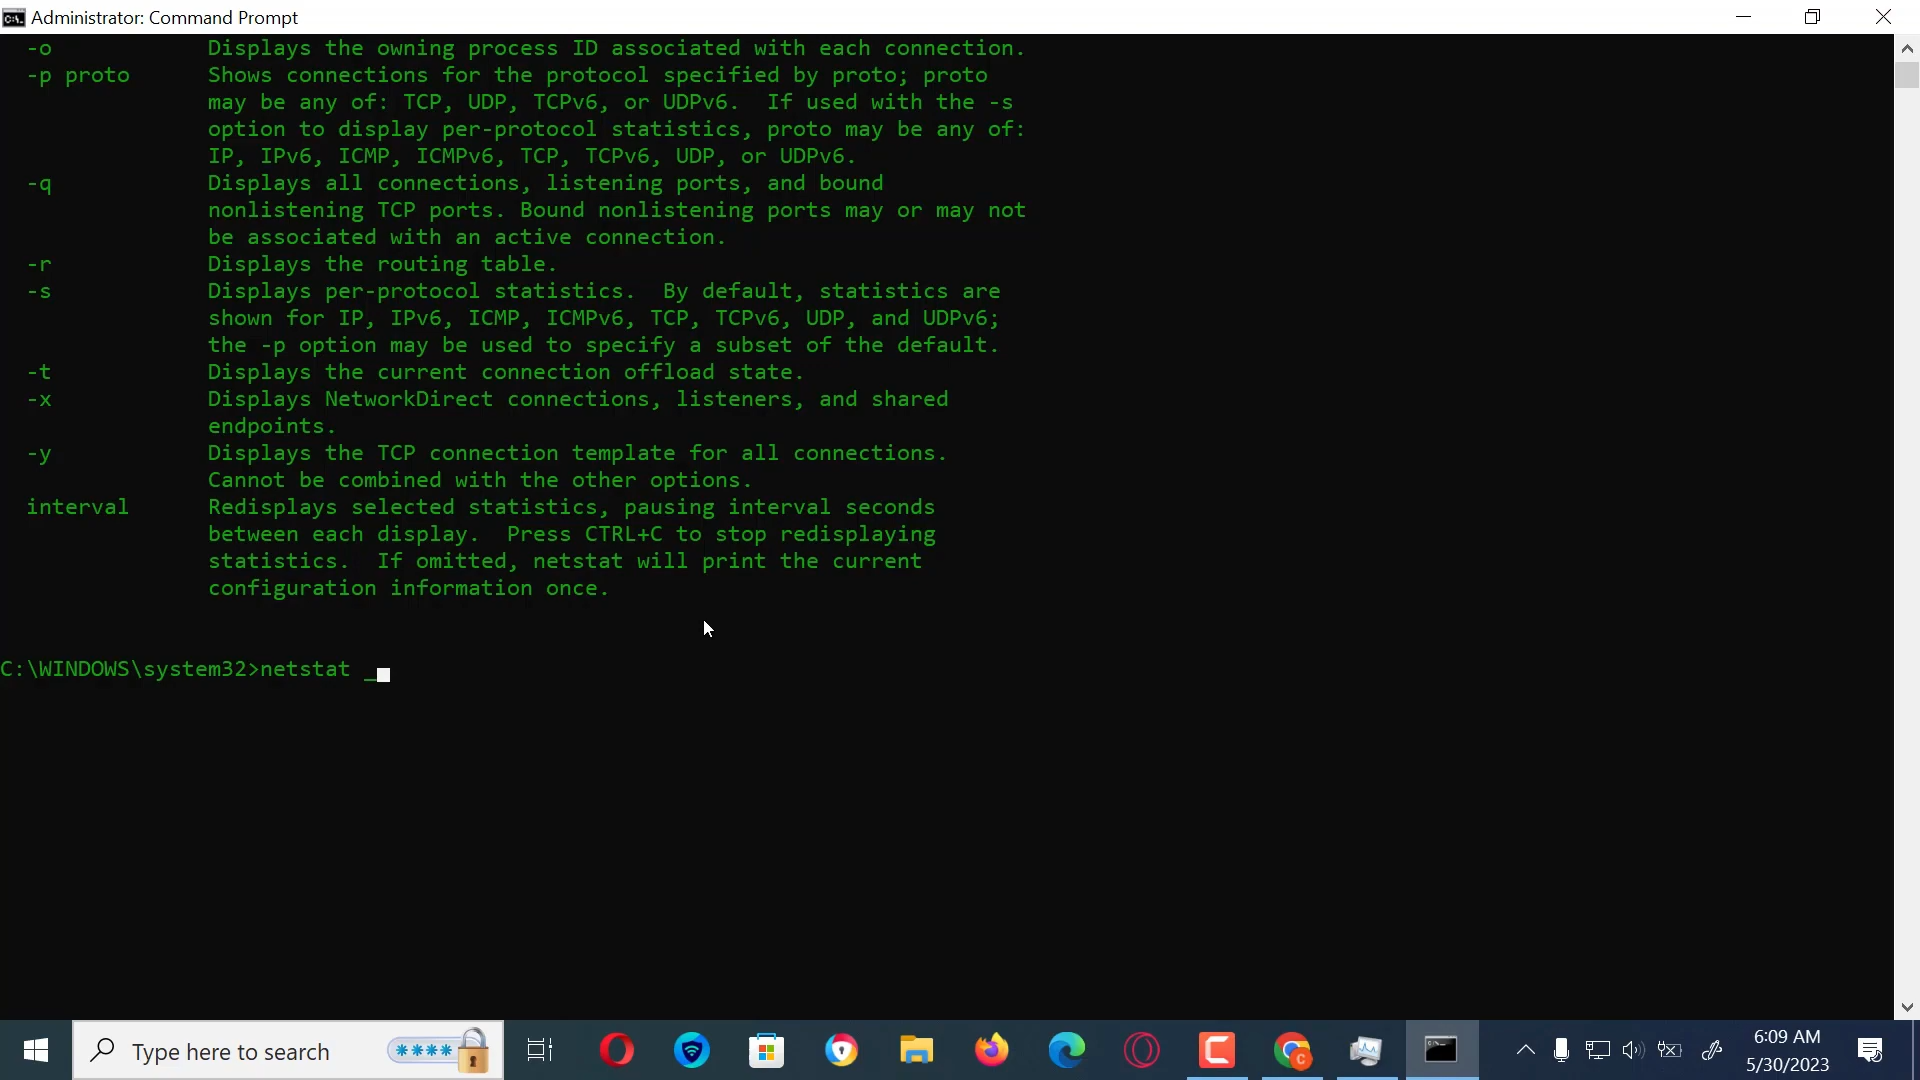 Administrator: Command Prompt
-o Displays the owning process ID associated with each connection.
-p proto Shows connections for the protocol specified by proto; proto
may be any of: TCP, UDP, TCPv6, or UDPv6.  If used with the -s
option to display per-protocol statistics, proto may be any of:
IP, IPv6, ICMP, ICMPv6, TCP, TCPv6, UDP, or UDPv6.
-q Displays all connections, listening ports, and bound
nonlistening TCP ports. Bound nonlistening ports may or may not
be associated with an active connection.
-r Displays the routing table.
-s Displays per-protocol statistics.  By default, statistics are
shown for IP, IPv6, ICMP, ICMPv6, TCP, TCPv6, UDP, and UDPv6;
the -p option may be used to specify a subset of the default.
-t Displays the current connection offload state.
-x Displays NetworkDirect connections, listeners, and shared
endpoints.
-y Displays the TCP connection template for all connections.
Cannot be combined with the other options.
interval Redisplays selected statistics, pausing interval seconds
between each display.  Press CTRL+C to stop redisplaying
statistics.  If omitted, netstat will print the current
configuration information once.
C:\WINDOWS\system32>netstat _
Type here to search
6:09 AM
5/30/2023